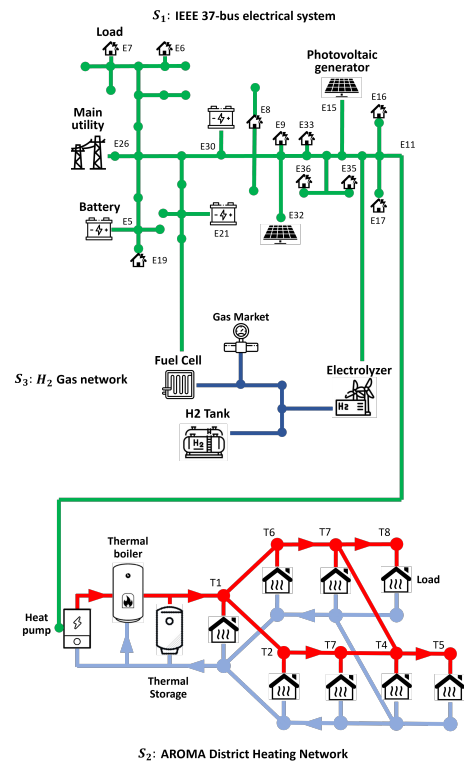 S₁: IEEE 37-bus electrical system
Load
E7
E6
Photovoltaic
generator
E8
E15
E16
Main
utility
E9
E33
E26
E30
E11
E36
E35
Battery
E5
E21
E32
E17
E19
Gas Market
Fuel Cell
Electrolyzer
S₃: H₂ Gas network
H2
H2 Tank
H₂
Thermal
boiler
T6
T7
T8
T1
Load
Heat
pump
T2
T7
T4
T5
Thermal
Storage
S₂: AROMA District Heating Network